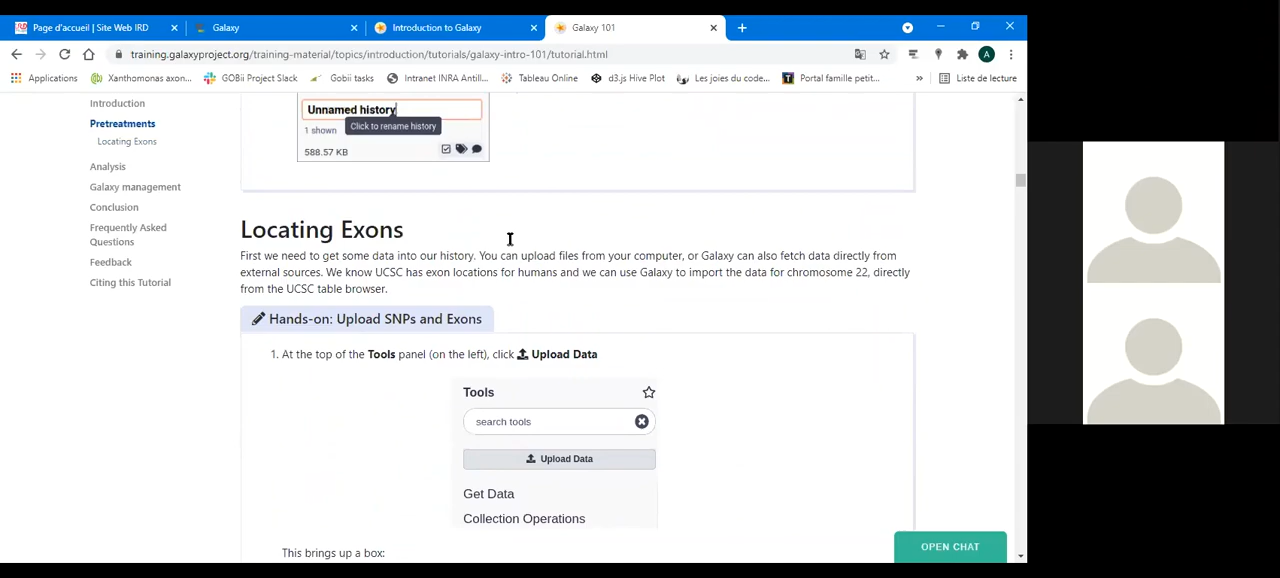 Page d'accueil | Site Web IRD
Galaxy
Introduction to Galaxy
Galaxy 101
training.galaxyproject.org/training-material/topics/introduction/tutorials/galaxy-intro-101/tutorial.html
A
Applications
Xanthomonas axon...
GOBii Project Slack
Gobii tasks
Intranet INRA Antill...
Tableau Online
d3.js Hive Plot
Les joies du code...
Portal famille petit...
»
Liste de lecture
Introduction
Pretreatments
Locating Exons
Analysis
Galaxy management
Conclusion
Frequently Asked
Questions
Feedback
Citing this Tutorial
Unnamed history
Click to rename history
1 shown
588.57 KB
Locating Exons
First we need to get some data into our history. You can upload files from your computer, or Galaxy can also fetch data directly from
external sources. We know UCSC has exon locations for humans and we can use Galaxy to import the data for chromosome 22, directly
from the UCSC table browser.
Hands-on: Upload SNPs and Exons
1. At the top of the Tools panel (on the left), click Upload Data
Tools
search tools
Upload Data
Get Data
Collection Operations
This brings up a box:
OPEN CHAT